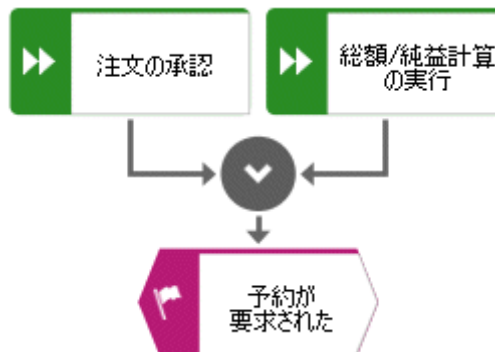 注文の承認
総額/純益計算
の実行
予約が
要求された